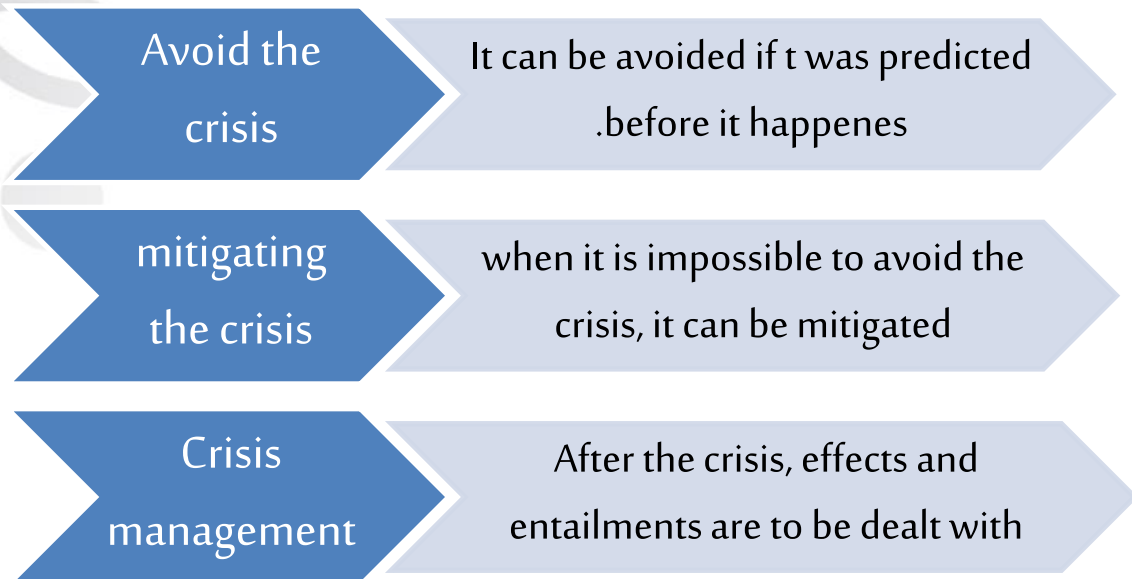 Avoid the
crisis
It can be avoided if t was predicted
.before it happenes
mitigating
the crisis
when it is impossible to avoid the
crisis, it can be mitigated
Crisis
management
After the crisis, effects and
entailments are to be dealt with